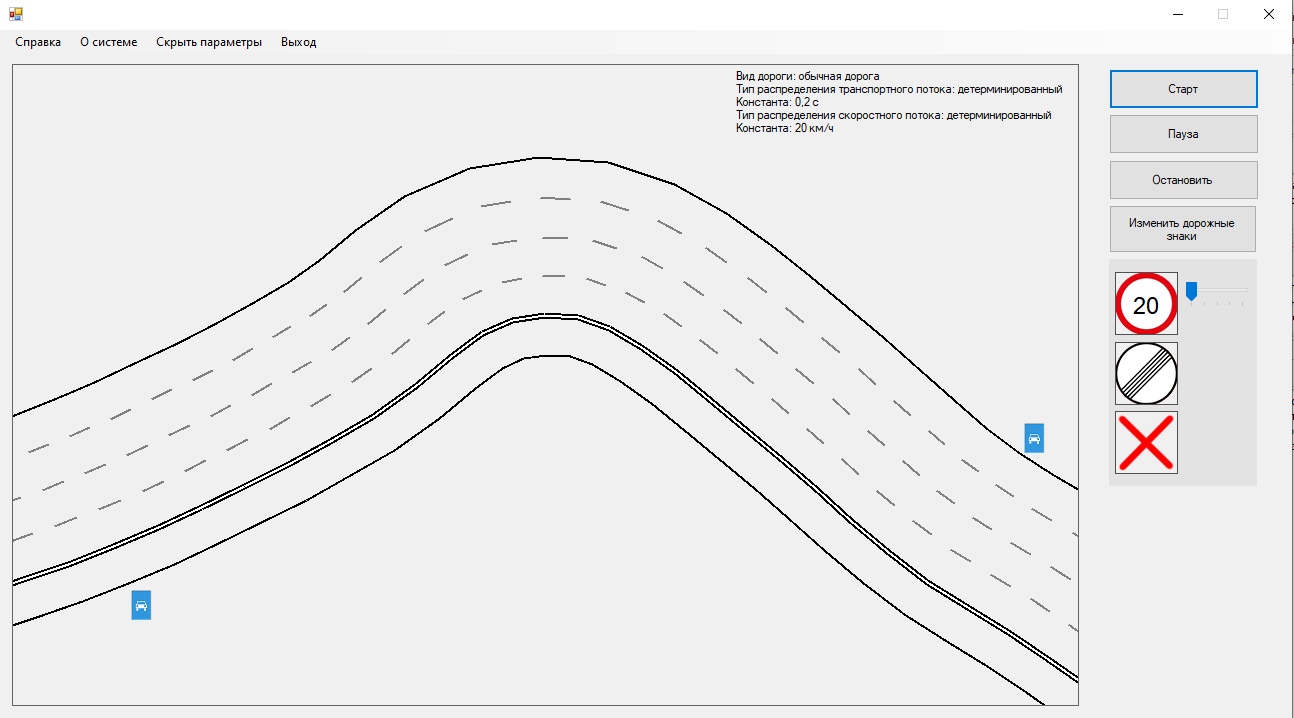 Справка О системе Скрыть параметры Выход
Вид дороги: обычная дорога
Тип распределения транспортного потока: детерминированный
Константа: 0,2 с
Тип распределения скоростного потока: детерминированный
Константа: 20 км/ч
Старт
Пауза
Остановить
Изменить дорожные
знаки
20